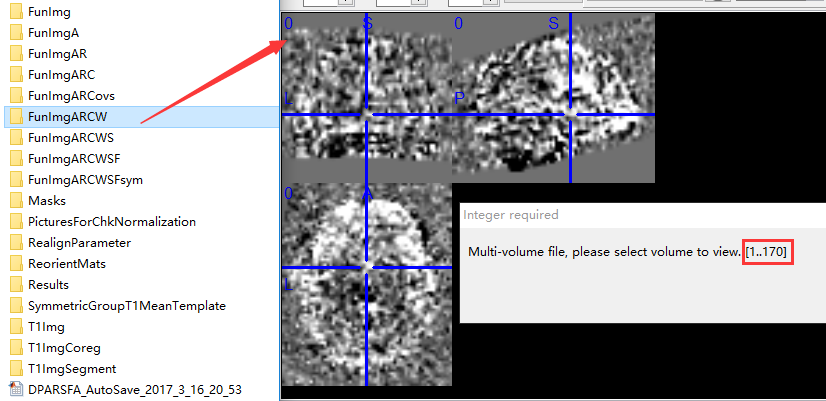 FunImg
FunImgA
FunImgAR
FunImgARC
FunImgARCovs
FunImgARCW
FunImgARCWS
FunImgARCWSF
FunImgARCWSFsym
Masks
PicturesForChkNormalization
RealignParameter
ReorientMats
Results
SymmetricGroupT1MeanTemplate
T1Img
T1ImgCoreg
T1ImgSegment
DPARSFA_AutoSave_2017_3_16_20_53
0 S
0 S
L
P
0 A
L
Integer required
Multi-volume file, please select volume to view. [1..170]